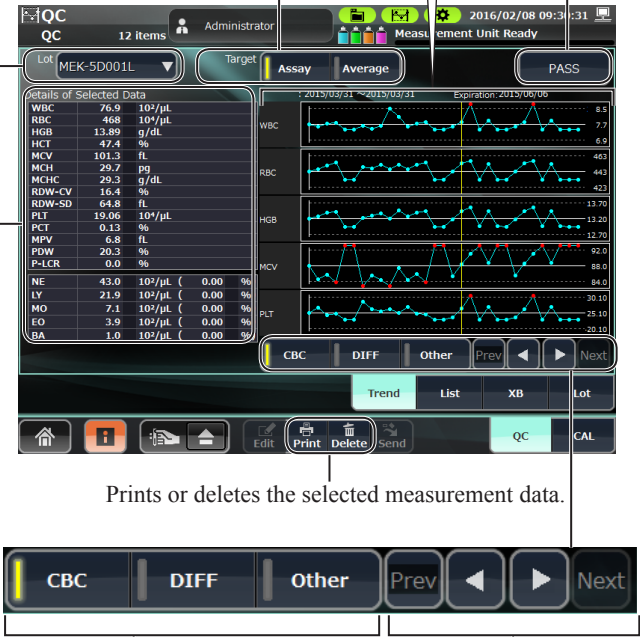 QC
QC 12 items
Administrator
2016/02/08 09:30:31
Measurement Unit Ready
Lot MEK-5D001L ▼
Target Assay Average
PASS
Details of Selected Data
WBC 76.9 10²/µL
RBC 468 10⁴/µL
HGB 13.89 g/dL
HCT 47.4 %
MCV 101.3 fL
MCH 29.7 pg
MCHC 29.3 g/dL
RDW-CV 16.4 %
RDW-SD 64.8 fL
PLT 19.06 10⁴/µL
PCT 0.13 %
MPV 6.8 fL
PDW 20.3 %
P-LCR 0.0 %
NE 43.0 10²/µL ( 0.00 %
LY 21.9 10²/µL ( 0.00 %
MO 7.1 10²/µL ( 0.00 %
EO 3.9 10²/µL ( 0.00 %
BA 1.0 10²/µL ( 0.00 %
: 2015/03/31 ~2015/03/31 Expiration:2015/06/06
WBC
8.5
7.7
6.9
RBC
463
443
423
HGB
13.70
13.20
12.70
MCV
92.0
88.0
84.0
PLT
30.10
25.10
20.10
CBC DIFF Other Prev ◀ ▶ Next
Trend List XB Lot
Edit Print Delete Send
QC CAL
Prints or deletes the selected measurement data.
CBC DIFF Other Prev ◀ ▶ Next